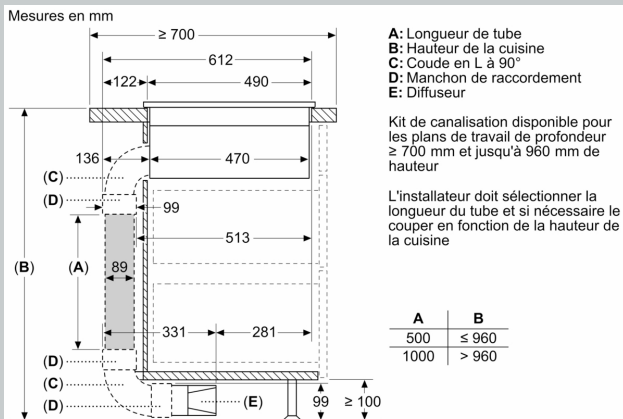 Mesures en mm
≥ 700
612
122
490
136
470
(C)
(D)
99
513
(B)
(A)
89
331
281
(D)
(C)
(D)
(E)
99
≥ 100
A: Longueur de tube
B: Hauteur de la cuisine
C: Coude en L à 90°
D: Manchon de raccordement
E: Diffuseur
Kit de canalisation disponible pour
les plans de travail de profondeur
≥ 700 mm et jusqu'à 960 mm de
hauteur
L'installateur doit sélectionner la
longueur du tube et si nécessaire le
couper en fonction de la hauteur de
la cuisine
A B
500 ≤ 960
1000 > 960